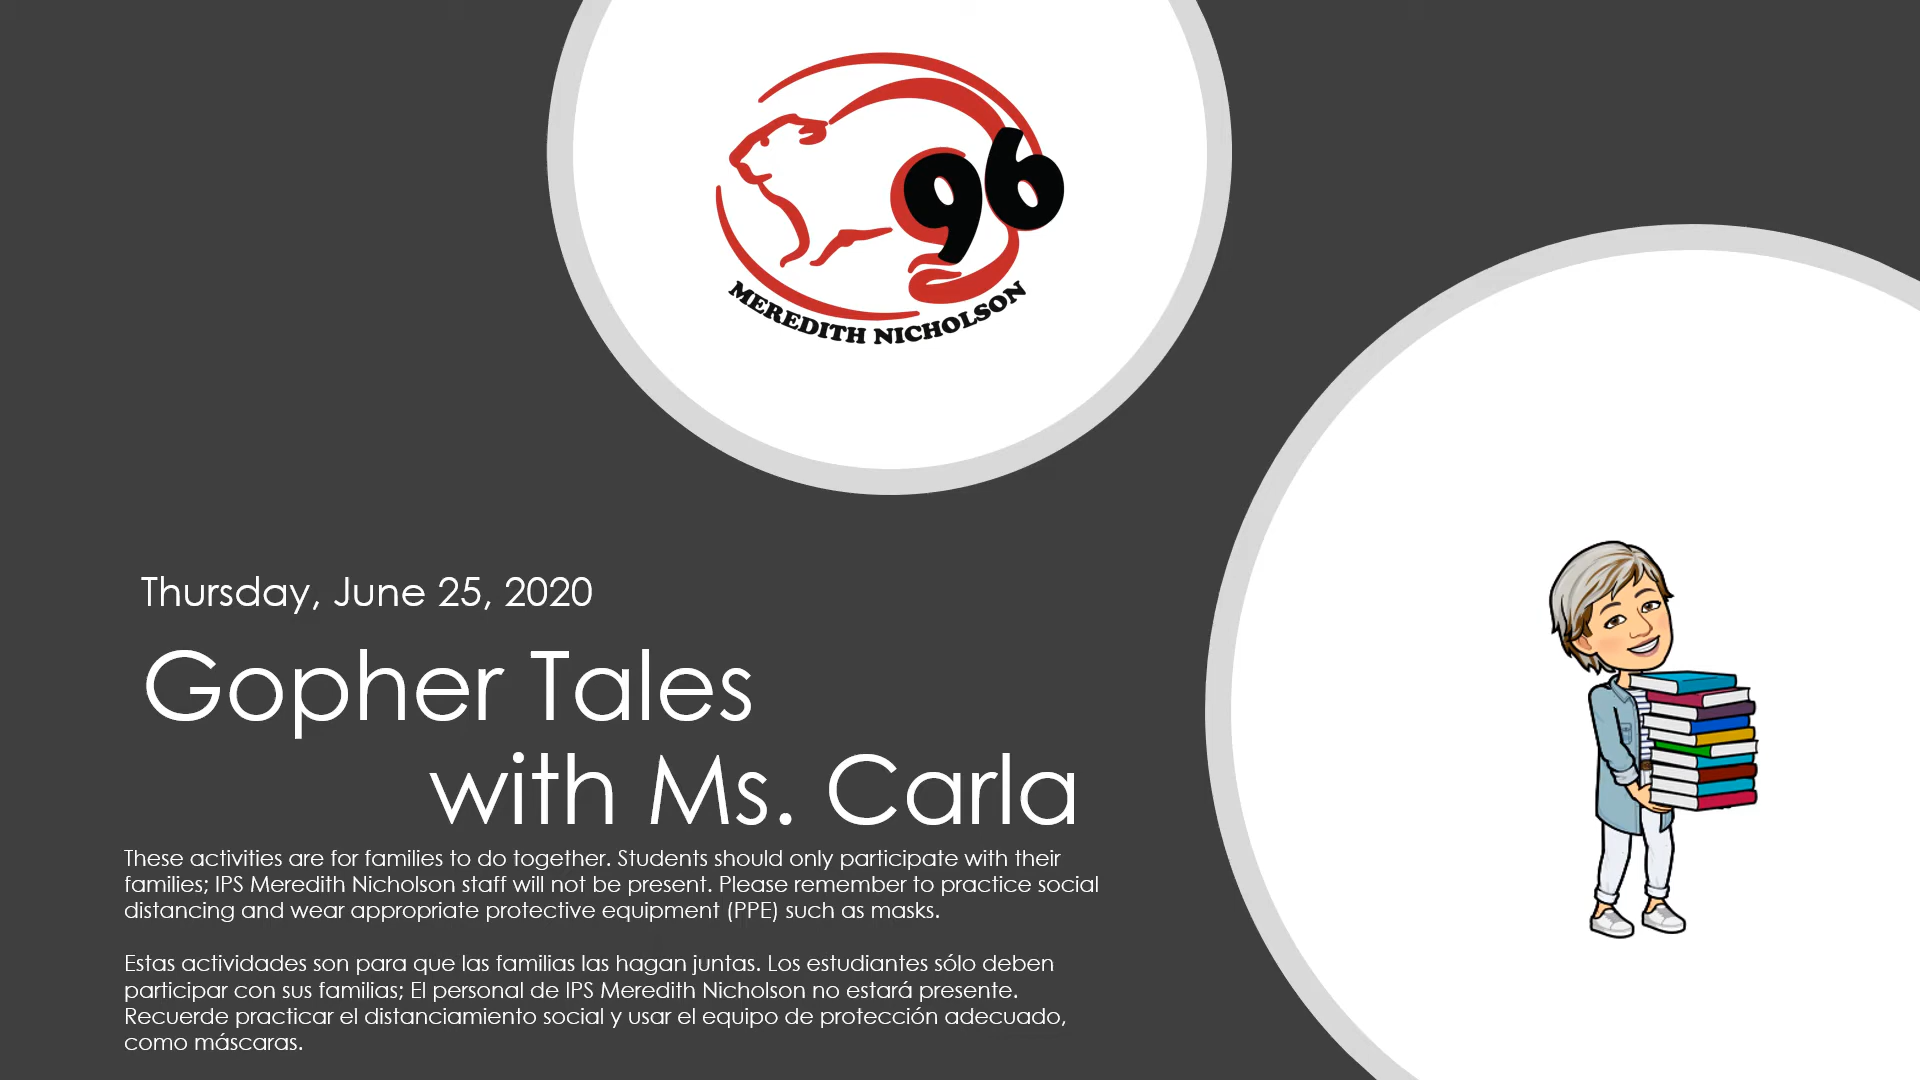 96
MEREDITH NICHOLSON
Thursday, June 25, 2020
Gopher Tales
with Ms. Carla
These activities are for families to do together. Students should only participate with their
families; IPS Meredith Nicholson staff will not be present. Please remember to practice social
distancing and wear appropriate protective equipment (PPE) such as masks.
Estas actividades son para que las familias las hagan juntas. Los estudiantes sólo deben
participar con sus familias; El personal de IPS Meredith Nicholson no estará presente.
Recuerde practicar el distanciamiento social y usar el equipo de protección adecuado,
como máscaras.